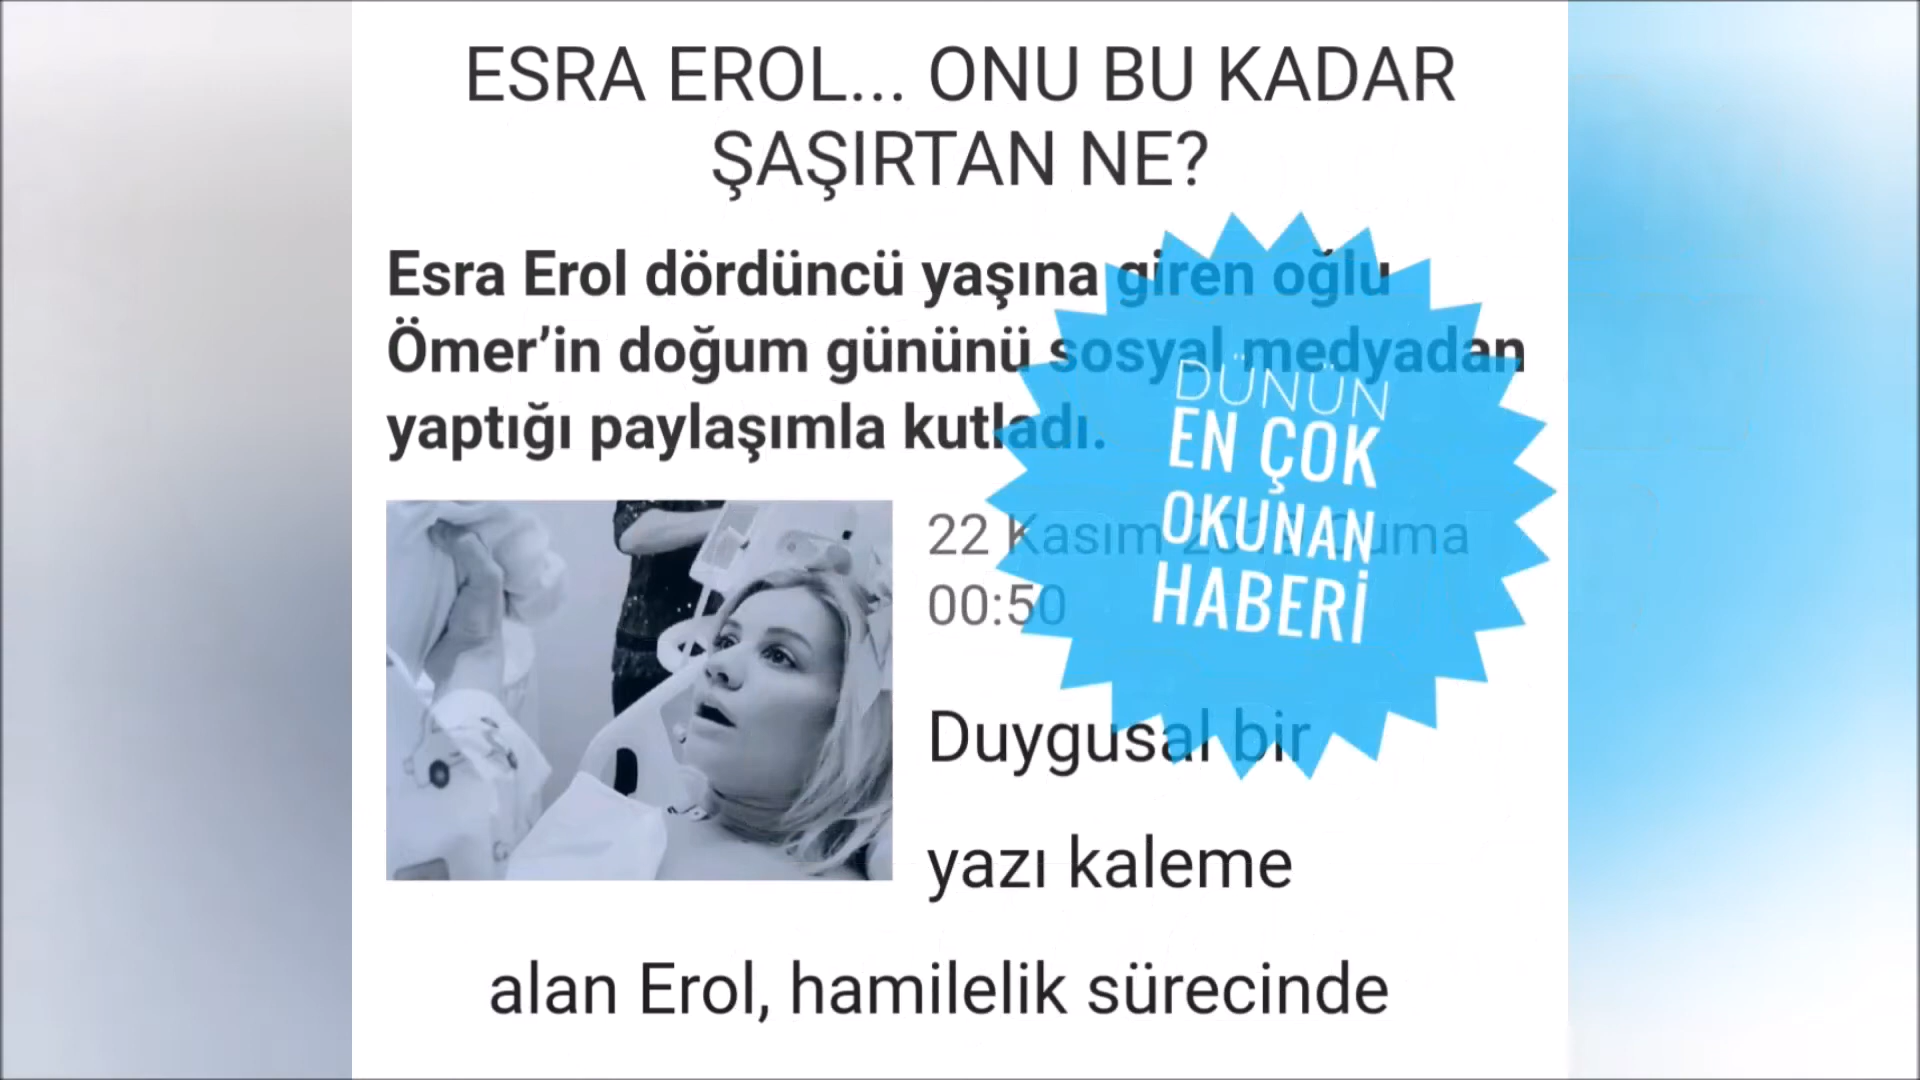 ESRA EROL... ONU BU KADAR
ŞAŞIRTAN NE?
Esra Erol dördüncü yaşına giren oğlu
Ömer’in doğum gününü sosyal medyadan
yaptığı paylaşımla kutladı.
22 Kasım 2019 Cuma
00:50
Duygusal bir
yazı kaleme
alan Erol, hamilelik sürecinde
DÜNÜN
EN ÇOK
OKUNAN
HABERİ